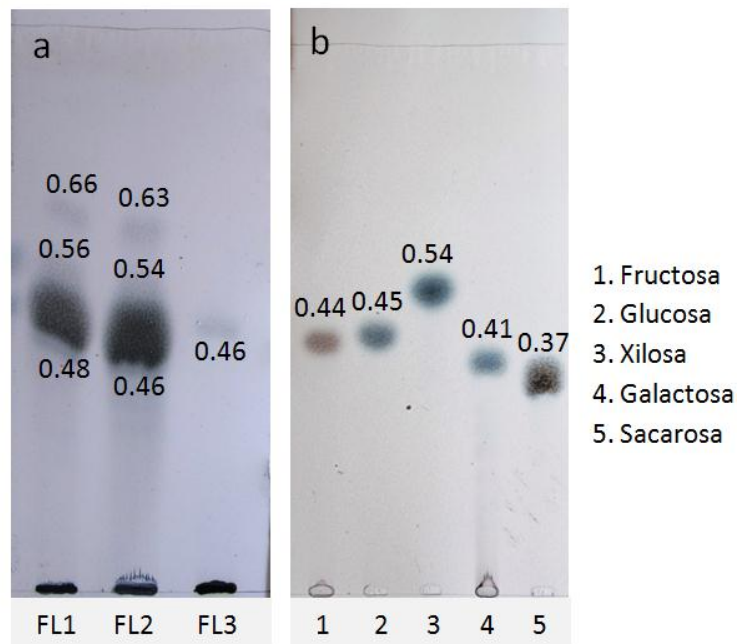 a
0.66
0.63
0.56
0.54
0.48
0.46
0.46
FL1 FL2 FL3
b
0.54
0.44
0.45
0.41
0.37
1 2 3 4 5
1. Fructosa
2. Glucosa
3. Xilosa
4. Galactosa
5. Sacarosa